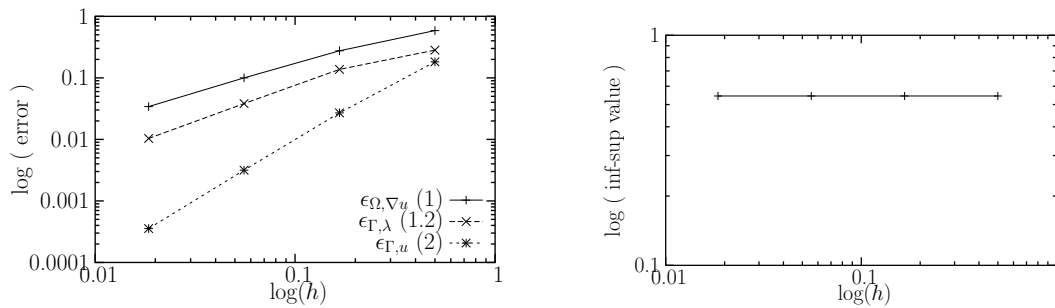 1
0.1
0.01
0.001
0.0001
0.01
0.1
1
log ( error )
log(h)
ϵΩ,∇u (1)
ϵΓ,λ (1.2)
ϵΓ,u (2)
1
0.1
0.01
0.1
log ( inf-sup value )
log(h)